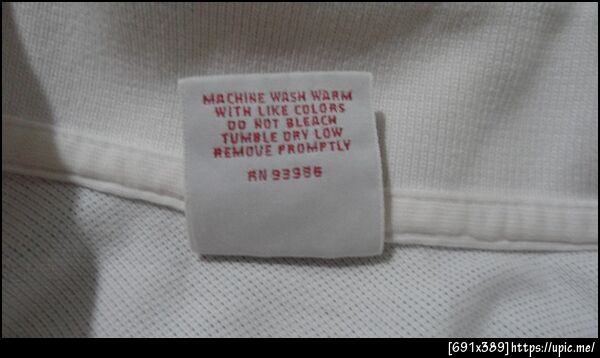 MACHINE WASH WARM
WITH LIKE COLORS
DO NOT BLEACH
TUMBLE DRY LOW
REMOVE PROMPTLY
RN 93986
[691x389]https://upic.me/